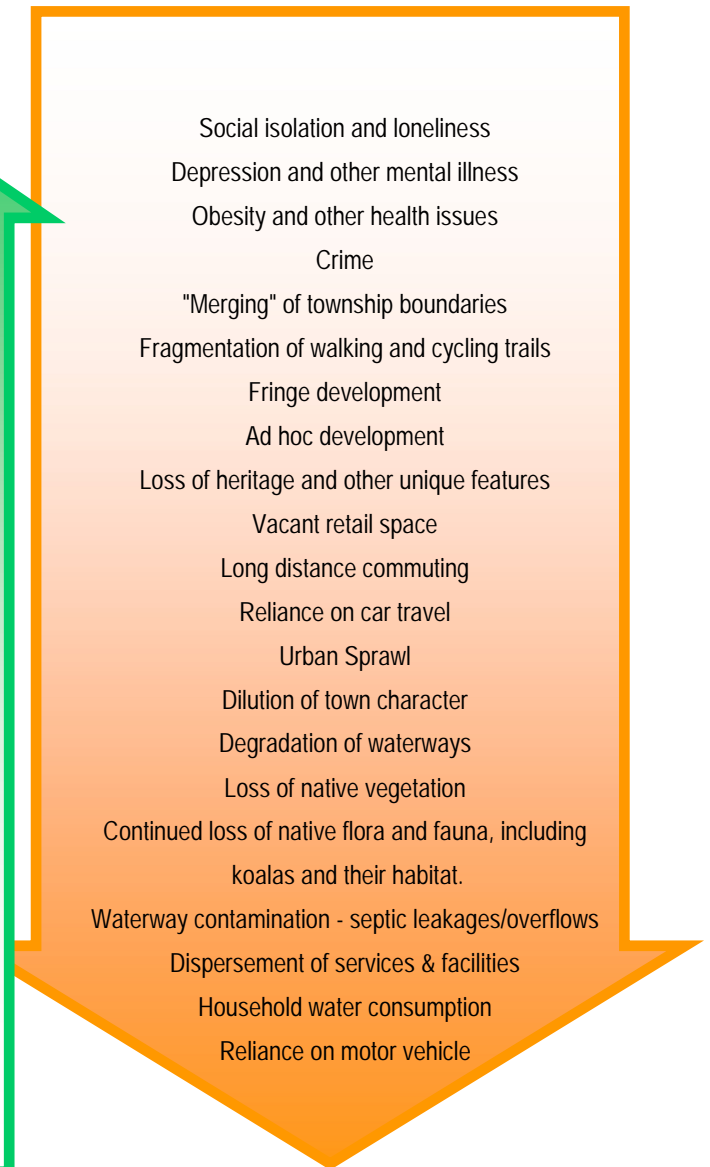 Social isolation and loneliness
Depression and other mental illness
Obesity and other health issues
Crime
"Merging" of township boundaries
Fragmentation of walking and cycling trails
Fringe development
Ad hoc development
Loss of heritage and other unique features
Vacant retail space
Long distance commuting
Reliance on car travel
Urban Sprawl
Dilution of town character
Degradation of waterways
Loss of native vegetation
Continued loss of native flora and fauna, including
koalas and their habitat.
Waterway contamination - septic leakages/overflows
Dispersement of services & facilities
Household water consumption
Reliance on motor vehicle